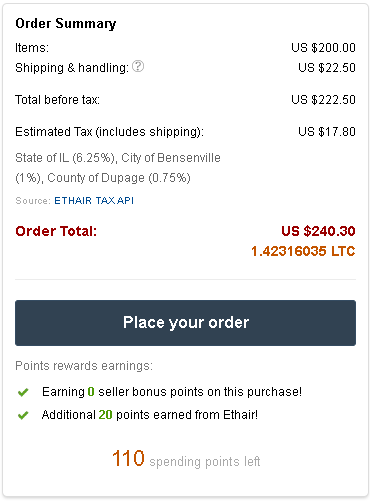 Order Summary
Items: US $200.00
Shipping & handling: ? US $22.50
Total before tax: US $222.50
Estimated Tax (includes shipping): US $17.80
State of IL (6.25%), City of Bensenville
(1%), County of Dupage (0.75%)
Source: ETHAIR TAX API
Order Total: US $240.30
1.42316035 LTC
Place your order
Points rewards earnings:
Earning 0 seller bonus points on this purchase!
Additional 20 points earned from Ethair!
110 spending points left